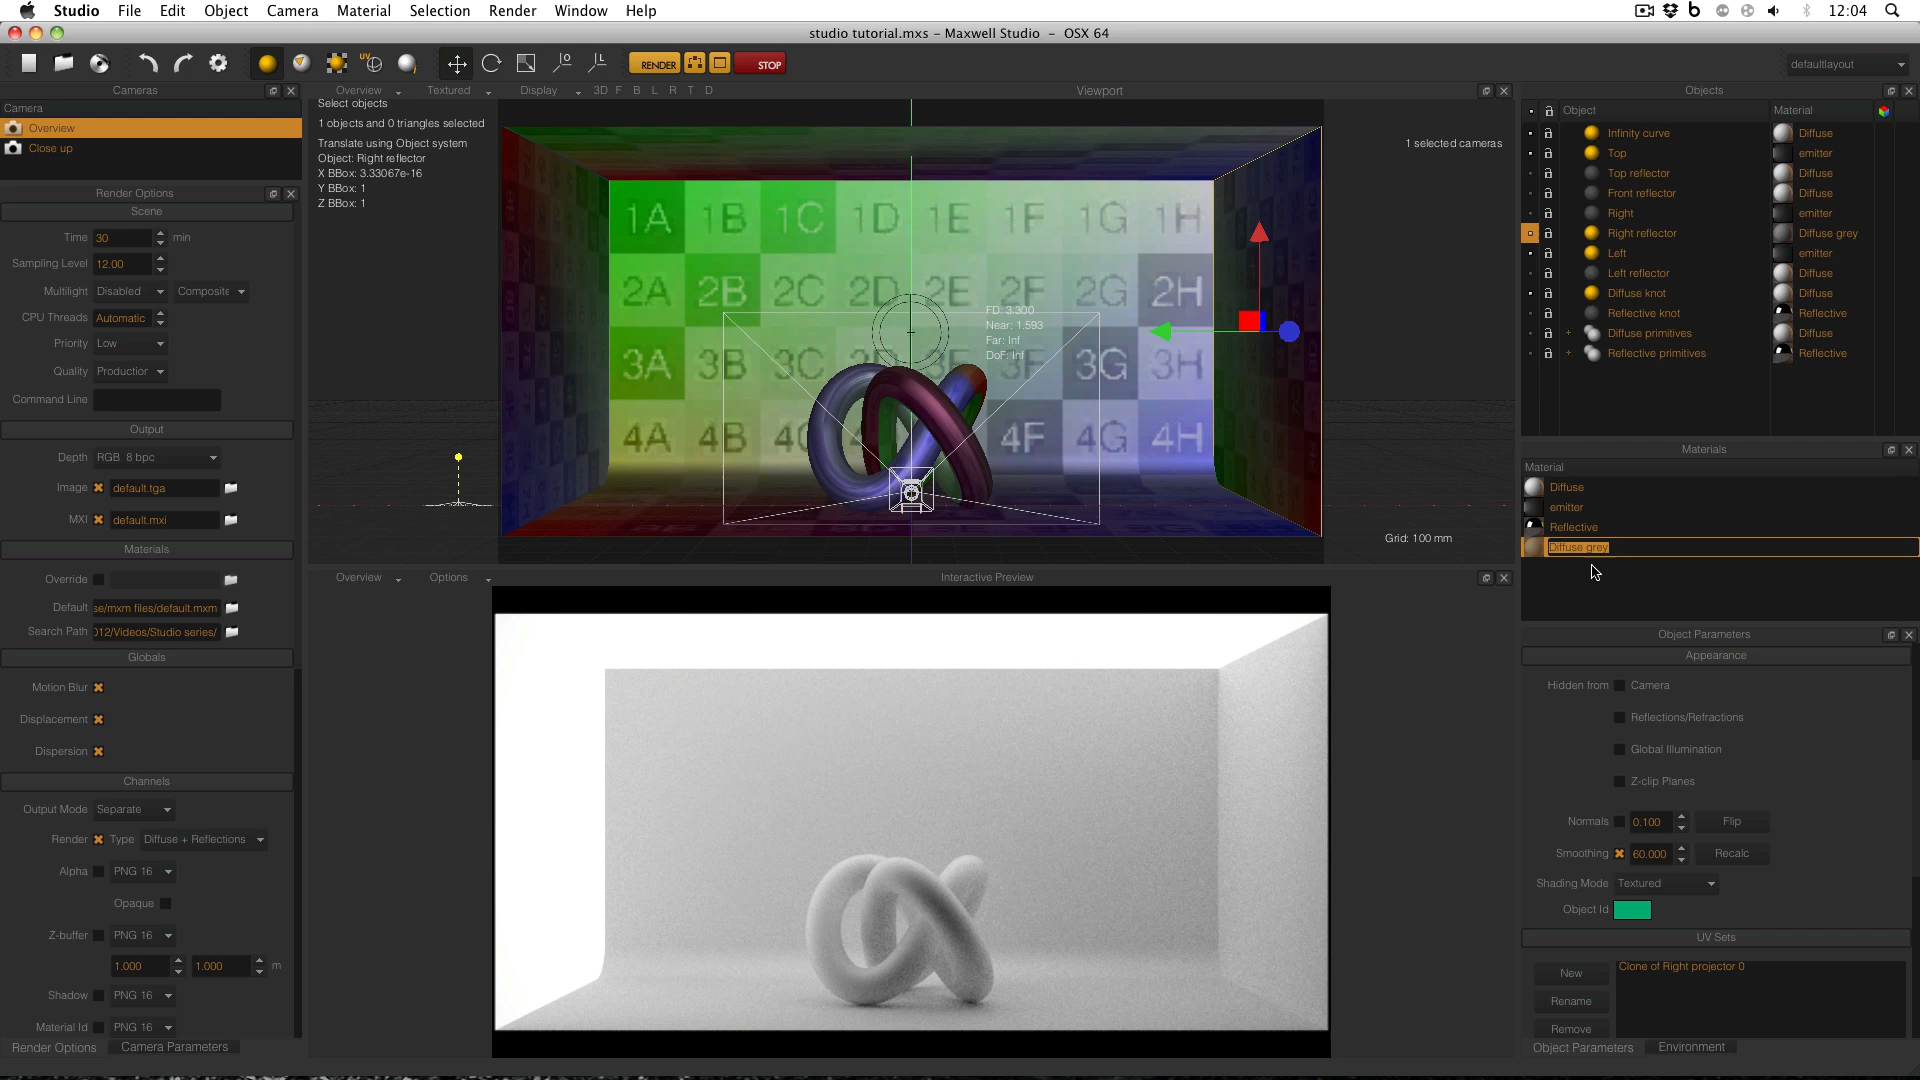 Studio File Edit Object Camera Material Selection Render Window Help 12:04
studio tutorial.mxs – Maxwell Studio – OSX 64
RENDER STOP defaultlayout
Cameras
Camera
Overview
Close up
Render Options
Scene
Time 30 min
Sampling Level 12.00
Multilight Disabled Composite
CPU Threads Automatic
Priority Low
Quality Production
Command Line
Output
Depth RGB 8 bpc
Image default.tga
MXI default.mxi
Materials
Override
Default se/mxm files/default.mxm
Search Path 012/Videos/Studio series/
Globals
Motion Blur
Displacement
Dispersion
Channels
Output Mode Separate
Render Type Diffuse + Reflections
Alpha PNG 16
Opaque
Z-buffer PNG 16
1.000 1.000 m
Shadow PNG 16
Material Id PNG 16
Render Options Camera Parameters
Overview Textured Display 3D F B L R T D Viewport
Select objects
1 objects and 0 triangles selected
Translate using Object system
Object: Right reflector
X BBox: 3.33067e-16
Y BBox: 1
Z BBox: 1
1 selected cameras
1A 1B 1C 1D 1E 1F 1G 1H
2A 2B 2C 2D 2E 2F 2G 2H
3A 3B 3C 3F 3G 3H
4A 4B 4F 4G 4H
FD: 3.300
Near: 1.593
Far: Inf
DoF: Inf
Grid: 100 mm
Overview Options Interactive Preview
Objects
Object Material
Infinity curve Diffuse
Top emitter
Top reflector Diffuse
Front reflector Diffuse
Right emitter
Right reflector Diffuse grey
Left emitter
Left reflector Diffuse
Diffuse knot Diffuse
Reflective knot Reflective
+ Diffuse primitives Diffuse
+ Reflective primitives Reflective
Materials
Material
Diffuse
emitter
Reflective
Diffuse grey
Object Parameters
Appearance
Hidden from Camera
Reflections/Refractions
Global Illumination
Z-clip Planes
Normals 0.100 Flip
Smoothing 60.000 Recalc
Shading Mode Textured
Object Id
UV Sets
New Clone of Right projector 0
Rename
Remove
Object Parameters Environment